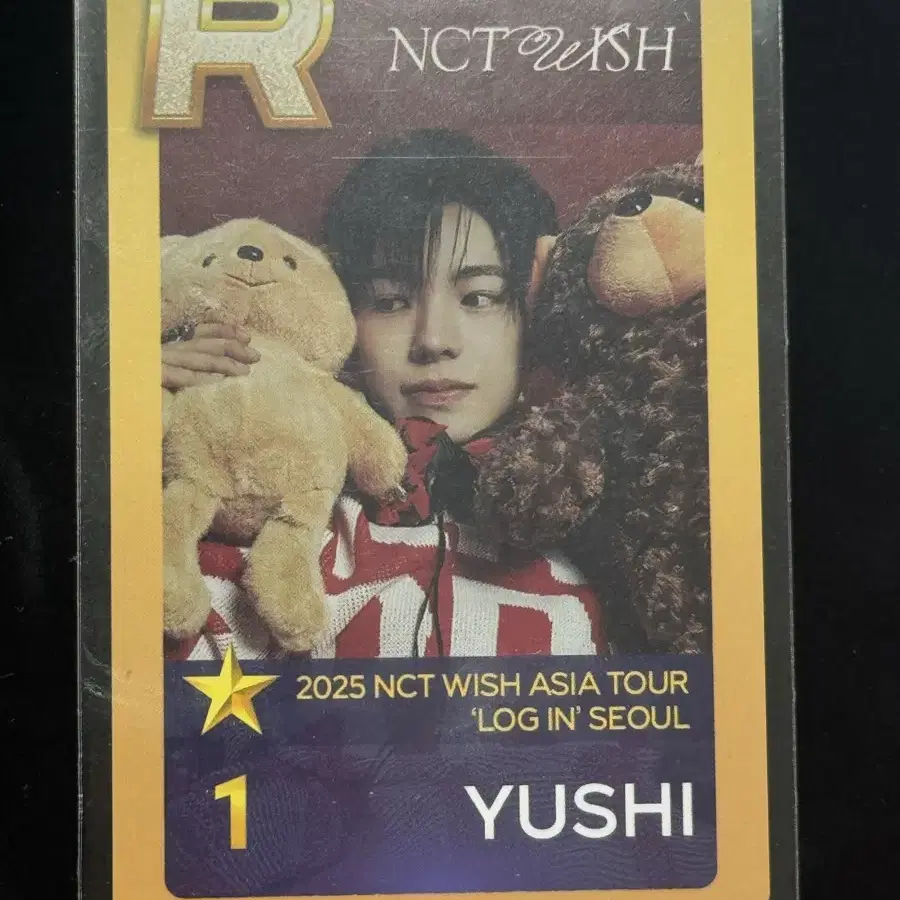 R
NCT WISH
2025 NCT WISH ASIA TOUR
'LOG IN' SEOUL
1
YUSHI